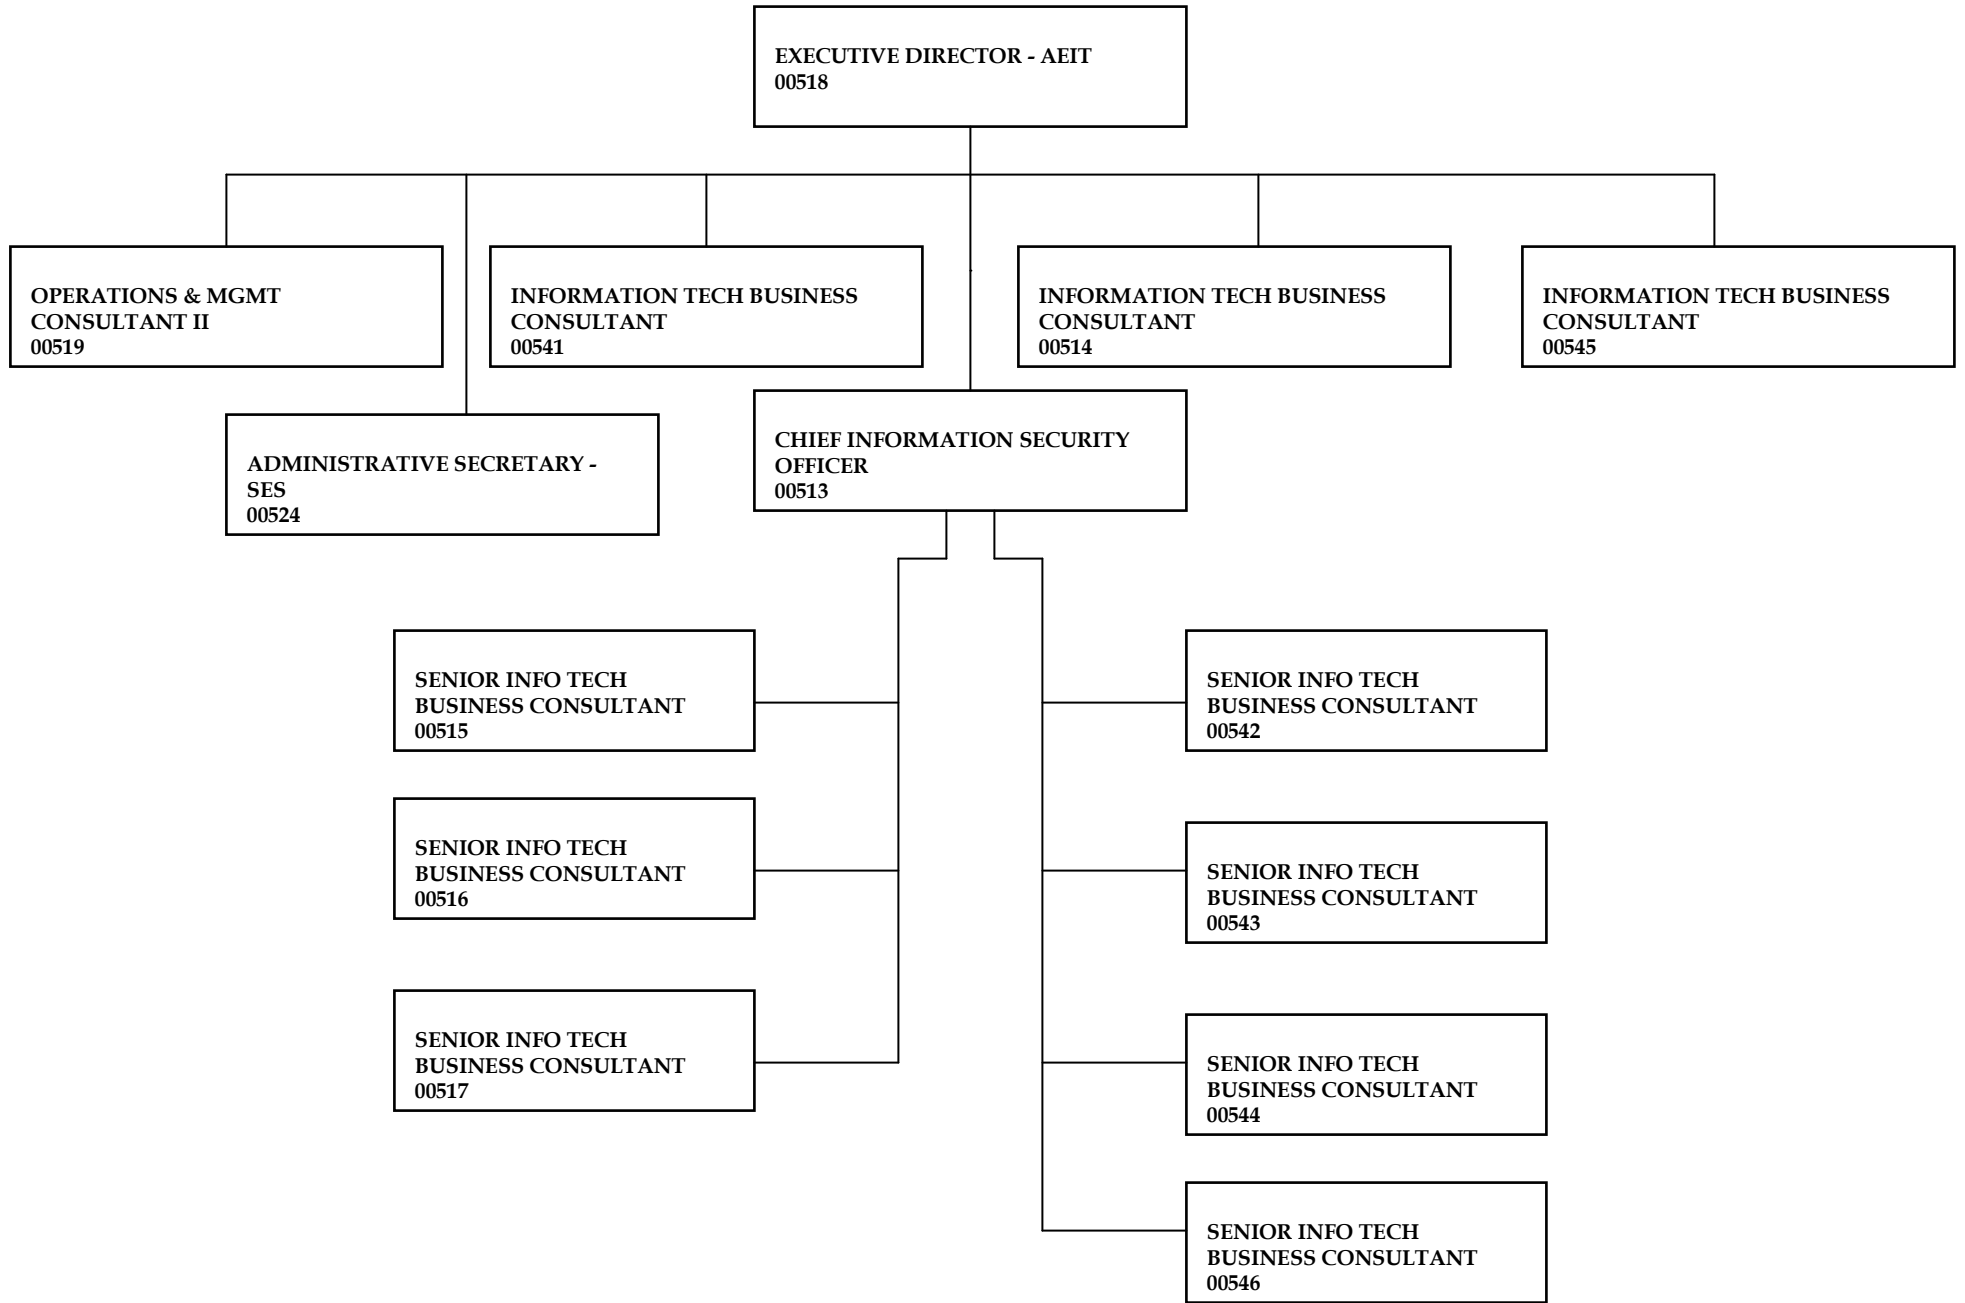 EXECUTIVE DIRECTOR - AEIT
00518
OPERATIONS & MGMT
CONSULTANT II
00519
INFORMATION TECH BUSINESS
CONSULTANT
00541
INFORMATION TECH BUSINESS
CONSULTANT
00514
INFORMATION TECH BUSINESS
CONSULTANT
00545
ADMINISTRATIVE SECRETARY -
SES
00524
CHIEF INFORMATION SECURITY
OFFICER
00513
SENIOR INFO TECH
BUSINESS CONSULTANT
00515
SENIOR INFO TECH
BUSINESS CONSULTANT
00516
SENIOR INFO TECH
BUSINESS CONSULTANT
00517
SENIOR INFO TECH
BUSINESS CONSULTANT
00542
SENIOR INFO TECH
BUSINESS CONSULTANT
00543
SENIOR INFO TECH
BUSINESS CONSULTANT
00544
SENIOR INFO TECH
BUSINESS CONSULTANT
00546